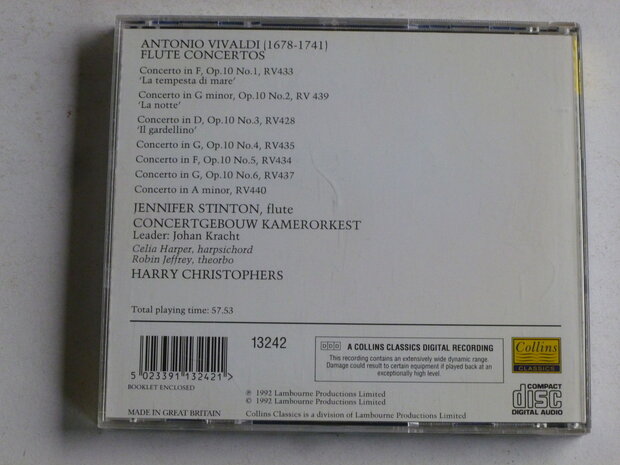 ANTONIO VIVALDI (1678-1741)
FLUTE CONCERTOS
Concerto in F, Op.10 No.1, RV433
'La tempesta di mare'
Concerto in G minor, Op.10 No.2, RV 439
'La notte'
Concerto in D, Op.10 No.3, RV428
'Il gardellino'
Concerto in G, Op.10 No.4, RV435
Concerto in F, Op.10 No.5, RV434
Concerto in G, Op.10 No.6, RV437
Concerto in A minor, RV440
JENNIFER STINTON, flute
CONCERTGEBOUW KAMERORKEST
Leader: Johan Kracht
Celia Harper, harpsichord
Robin Jeffrey, theorbo
HARRY CHRISTOPHERS
Total playing time: 57.53
5 023391 132421>
BOOKLET ENCLOSED
MADE IN GREAT BRITAIN
13242
DDD A COLLINS CLASSICS DIGITAL RECORDING
This recording contains an extensively wide dynamic range.
Damage could result to certain equipment if played back at an
exceptionally high level.
℗ 1992 Lambourne Productions Limited
© 1992 Lambourne Productions Limited
Collins Classics is a division of Lambourne Productions Limited
Collins
CLASSICS
COMPACT
disc
DIGITAL AUDIO